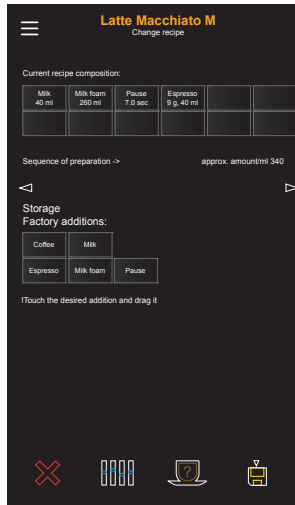 Latte Macchiato M
Change recipe
Current recipe composition:
Milk Milk foam Pause Espresso
40 ml 260 ml 7.0 sec 9 g, 40 ml
Sequence of preparation -> approx. amount/ml 340
Storage
Factory additions:
Coffee Milk
Espresso Milk foam Pause
!Touch the desired addition and drag it
?